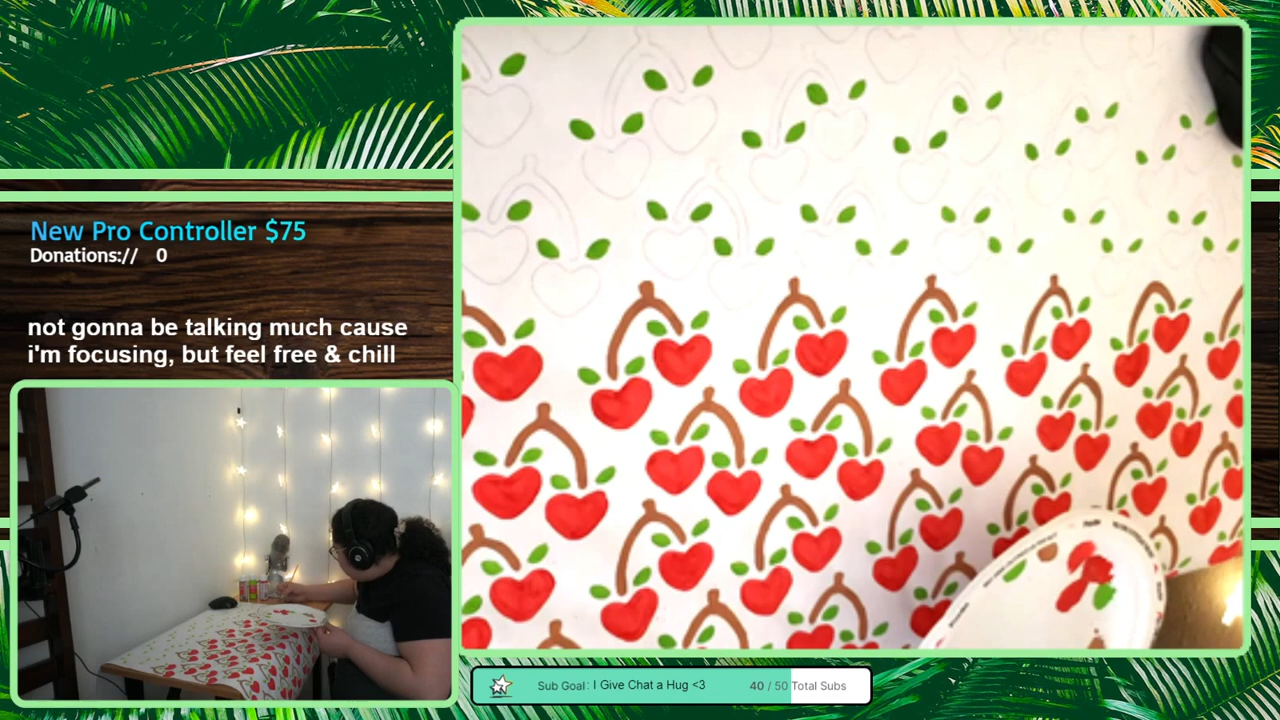 New Pro Controller $75
Donations:// 0
not gonna be talking much cause
i'm focusing, but feel free & chill
Sub Goal: I Give Chat a Hug <3 40 / 50 Total Subs